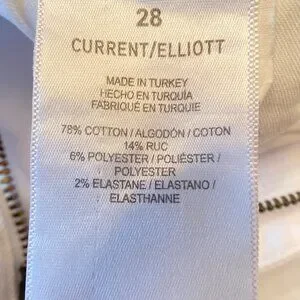 28
CURRENT/ELLIOTT
MADE IN TURKEY
HECHO EN TURQUÍA
FABRIQUÉ EN TURQUIE
78% COTTON / ALGODÓN / COTON
14% RUC
6% POLYESTER / POLIÉSTER /
POLYESTER
2% ELASTANE / ELASTANO /
ELASTHANNE